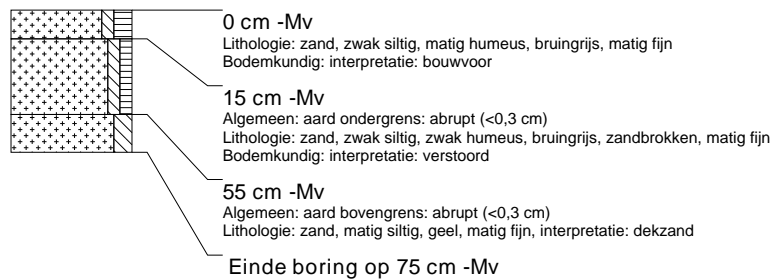 0 cm -Mv
Lithologie: zand, zwak siltig, matig humeus, bruingrijs, matig fijn
Bodemkundig: interpretatie: bouwvoor
15 cm -Mv
Algemeen: aard ondergrens: abrupt (<0,3 cm)
Lithologie: zand, zwak siltig, zwak humeus, bruingrijs, zandbrokken, matig fijn
Bodemkundig: interpretatie: verstoord
55 cm -Mv
Algemeen: aard bovengrens: abrupt (<0,3 cm)
Lithologie: zand, matig siltig, geel, matig fijn, interpretatie: dekzand
Einde boring op 75 cm -Mv